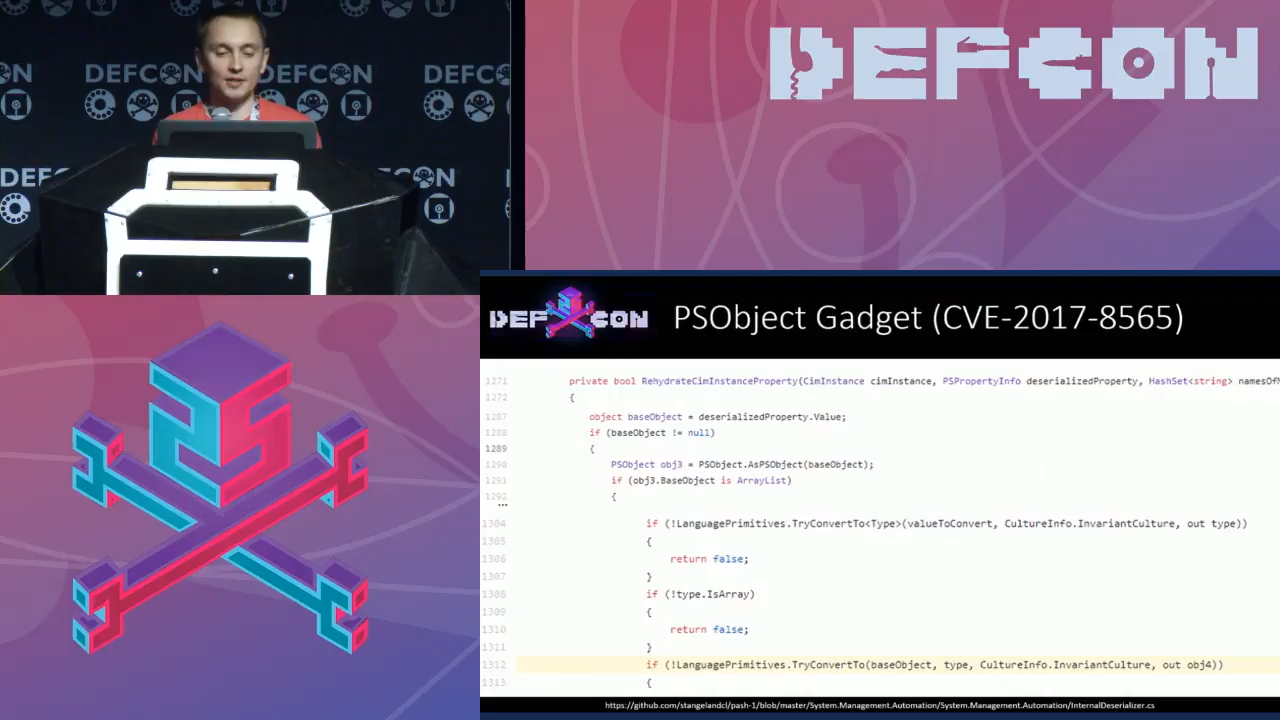 DEFCON
DEFCON
DEFCON
DEFCON
DEFCON
DEFCON
PSObject Gadget (CVE-2017-8565)
1271 private bool RehydrateCimInstanceProperty(CimInstance cimInstance, PSPropertyInfo deserializedProperty, HashSet<string>
1272 {
1287 object baseObject = deserializedProperty.Value;
1288 if (baseObject != null)
1289 {
1290 PSObject obj3 = PSObject.AsPSObject(baseObject);
1291 if (obj3.BaseObject is ArrayList)
1292 {
...
1304 if (!LanguagePrimitives.TryConvertTo<Type>(valueToConvert, CultureInfo.InvariantCulture, out type))
1305 {
1306 return false;
1307 }
1308 if (!type.IsArray)
1309 {
1310 return false;
1311 }
1312 if (!LanguagePrimitives.TryConvertTo(baseObject, type, CultureInfo.InvariantCulture, out obj4))
1313 {
https://github.com/stangelandcl/pash-1/blob/master/System.Management.Automation/System.Management.Automation/InternalDeserializer.cs